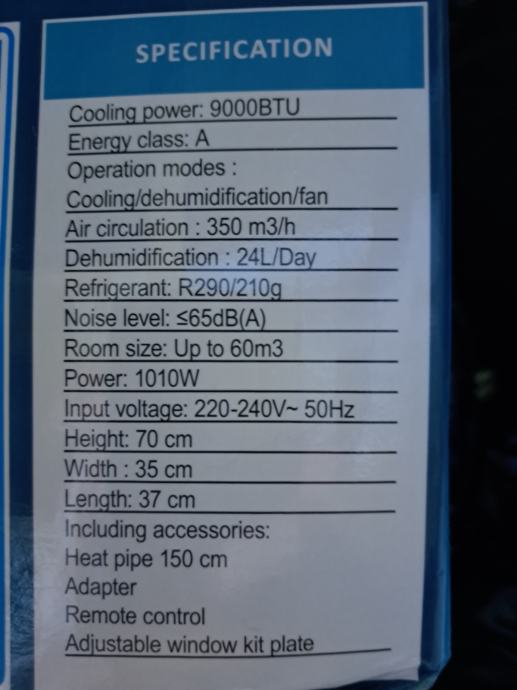 SPECIFICATION
Cooling power: 9000BTU
Energy class: A
Operation modes :
Cooling/dehumidification/fan
Air circulation : 350 m3/h
Dehumidification : 24L/Day
Refrigerant: R290/210g
Noise level: ≤65dB(A)
Room size: Up to 60m3
Power: 1010W
Input voltage: 220-240V~ 50Hz
Height: 70 cm
Width : 35 cm
Length: 37 cm
Including accessories:
Heat pipe 150 cm
Adapter
Remote control
Adjustable window kit plate